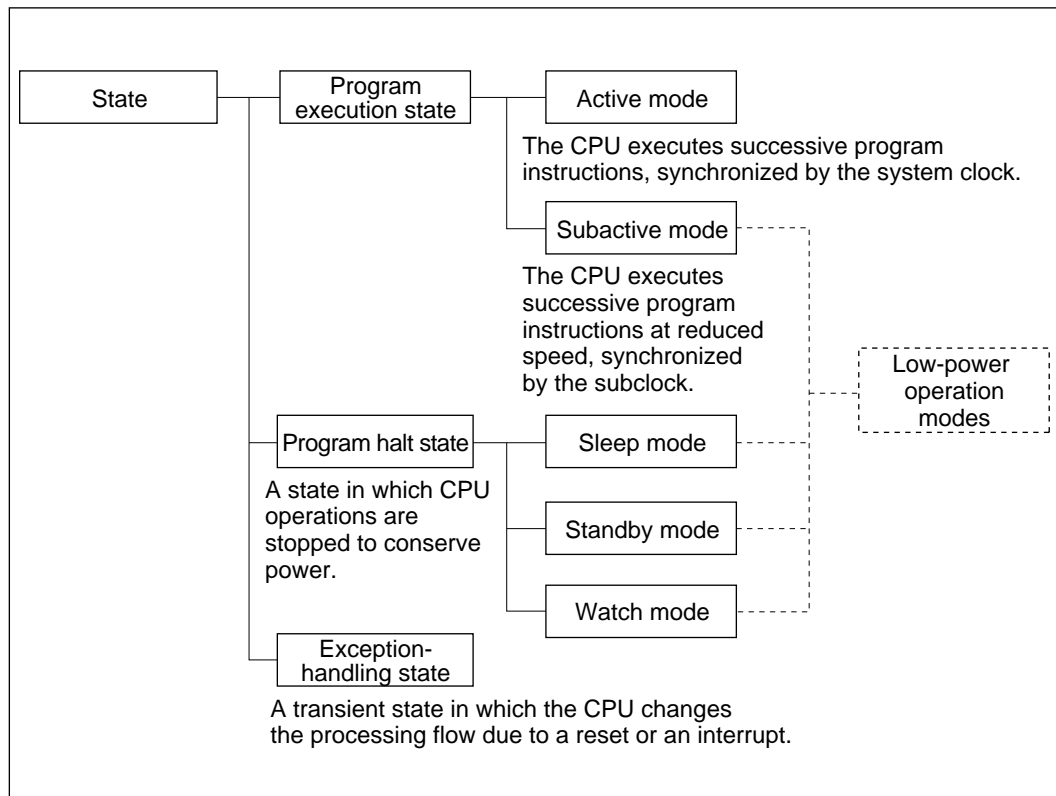 State
Program
execution state
Active mode
The CPU executes successive program
instructions, synchronized by the system clock.
Subactive mode
The CPU executes
successive program
instructions at reduced
speed, synchronized
by the subclock.
Low-power
operation
modes
Program halt state
Sleep mode
A state in which CPU
operations are
stopped to conserve
power.
Standby mode
Watch mode
Exception-
handling state
A transient state in which the CPU changes
the processing flow due to a reset or an interrupt.